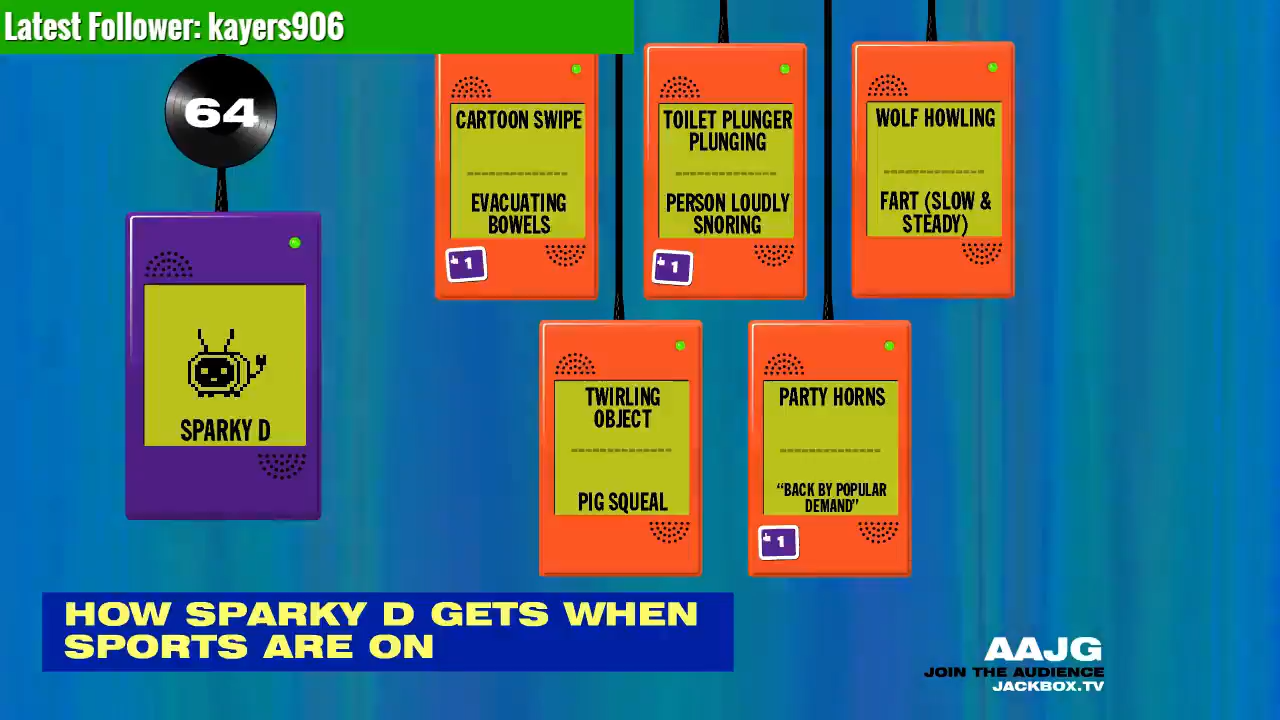 Latest Follower: kayers906
64
SPARKY D
CARTOON SWIPE
EVACUATING
BOWELS
1
TOILET PLUNGER
PLUNGING
PERSON LOUDLY
SNORING
1
WOLF HOWLING
FART (SLOW &
STEADY)
TWIRLING
OBJECT
PIG SQUEAL
PARTY HORNS
“BACK BY POPULAR
DEMAND”
1
HOW SPARKY D GETS WHEN
SPORTS ARE ON
AAJG
JOIN THE AUDIENCE
JACKBOX.TV